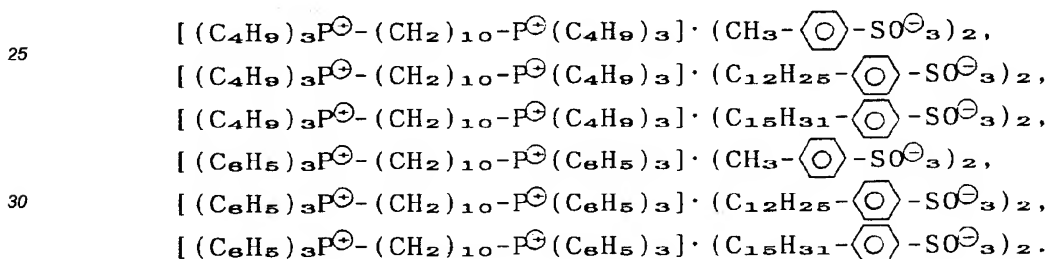 [(C₄H₉)₃P⊕-(CH₂)₁₀-P⊕(C₄H₉)₃]·(CH₃-⌬-SO⊖₃)₂,
25
[(C₄H₉)₃P⊕-(CH₂)₁₀-P⊕(C₄H₉)₃]·(C₁₂H₂₅-⌬-SO⊖₃)₂,
[(C₄H₉)₃P⊕-(CH₂)₁₀-P⊕(C₄H₉)₃]·(C₁₅H₃₁-⌬-SO⊖₃)₂,
[(C₆H₅)₃P⊕-(CH₂)₁₀-P⊕(C₆H₅)₃]·(CH₃-⌬-SO⊖₃)₂,
30 [(C₆H₅)₃P⊕-(CH₂)₁₀-P⊕(C₆H₅)₃]·(C₁₂H₂₅-⌬-SO⊖₃)₂,
[(C₆H₅)₃P⊕-(CH₂)₁₀-P⊕(C₆H₅)₃]·(C₁₅H₃₁-⌬-SO⊖₃)₂.